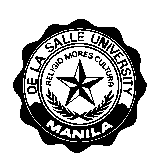 DE LA SALLE UNIVERSITY
RELIGIO MORES CULTURA
MANILA